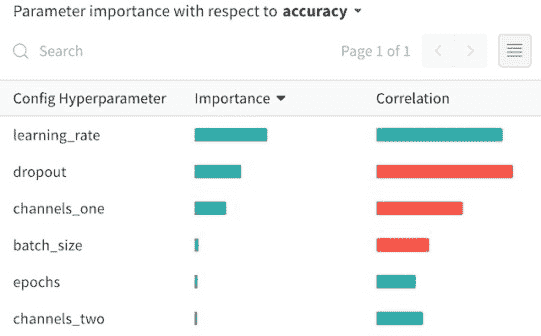 Parameter importance with respect to accuracy
Search
Page 1 of 1
Config Hyperparameter Importance Correlation
learning_rate
dropout
channels_one
batch_size
epochs
channels_two